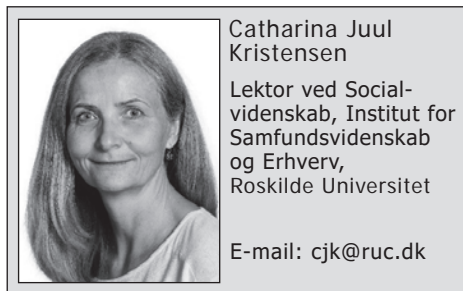 Catharina Juul
Kristensen
Lektor ved Social-
videnskab, Institut for
Samfundsvidenskab
og Erhverv,
Roskilde Universitet
E-mail: cjk@ruc.dk